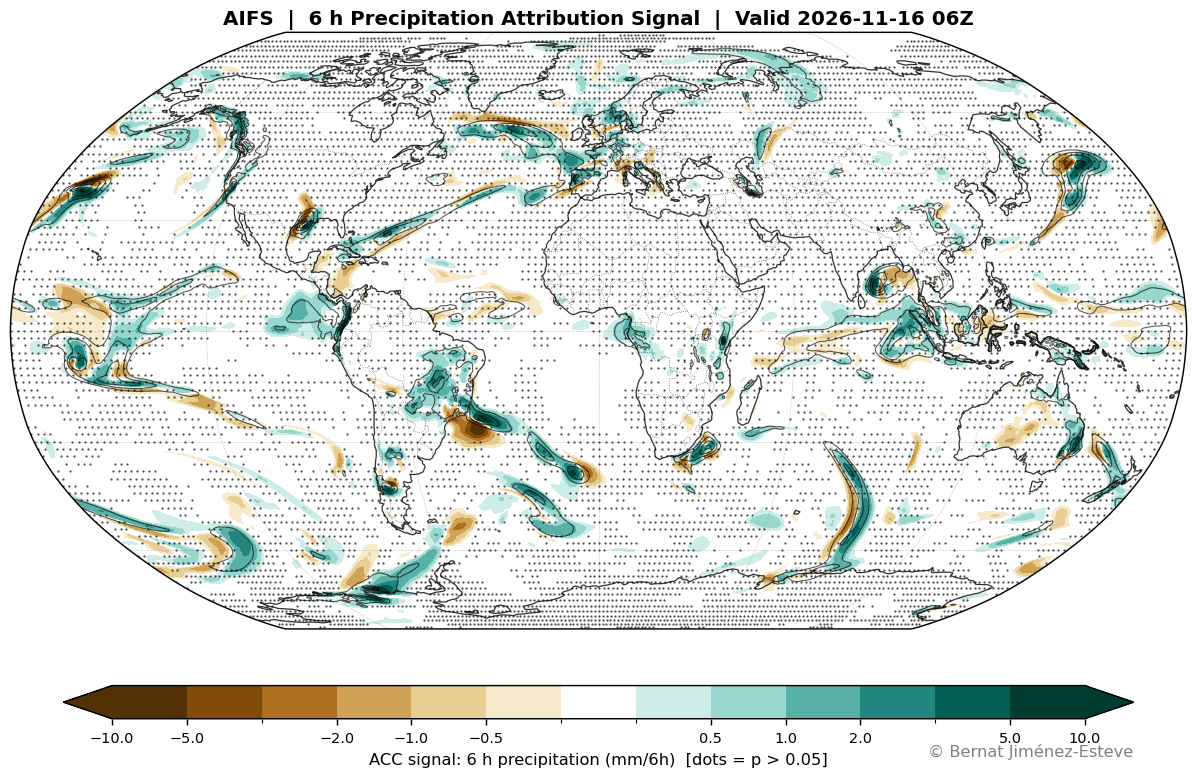 AIFS | 6 h Precipitation Attribution Signal | Valid 2026-11-16 06Z
−10.0 −5.0 −2.0 −1.0 −0.5 0.5 1.0 2.0 5.0 10.0
ACC signal: 6 h precipitation (mm/6h) [dots = p > 0.05]
© Bernat Jiménez-Esteve